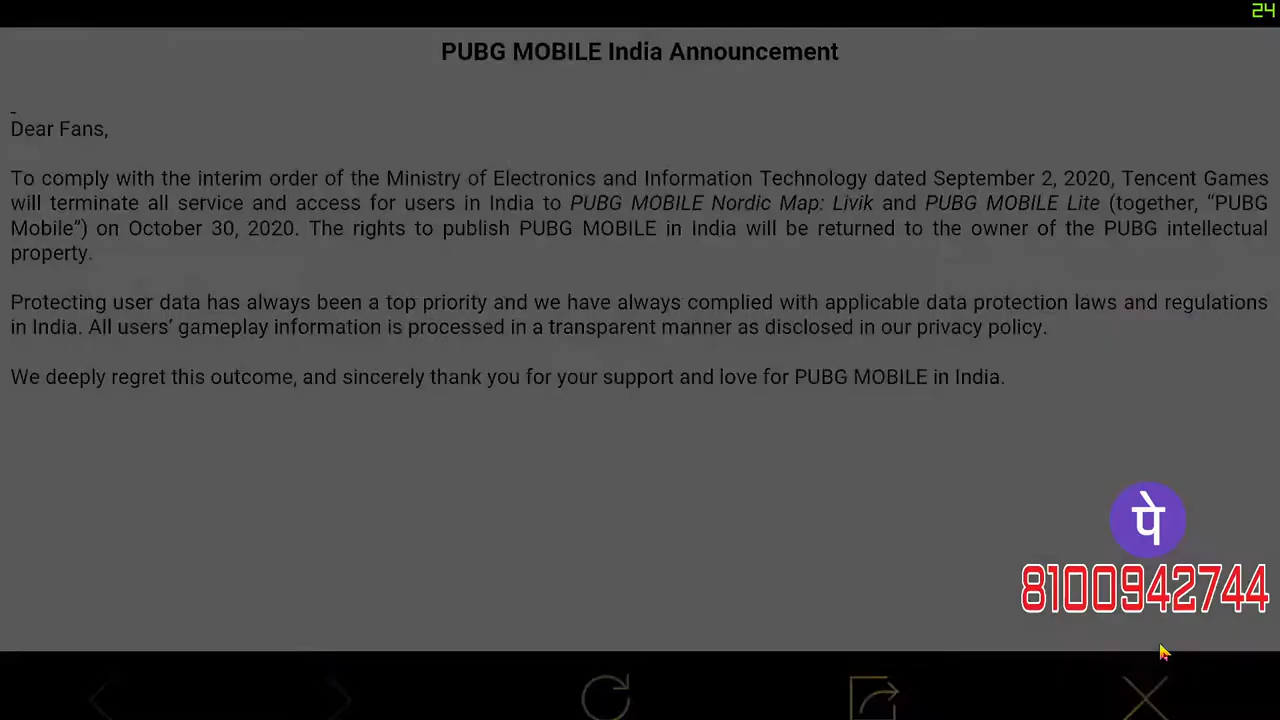 24
PUBG MOBILE India Announcement
-
Dear Fans,
To comply with the interim order of the Ministry of Electronics and Information Technology dated September 2, 2020, Tencent Games
will terminate all service and access for users in India to PUBG MOBILE Nordic Map: Livik and PUBG MOBILE Lite (together, “PUBG
Mobile”) on October 30, 2020. The rights to publish PUBG MOBILE in India will be returned to the owner of the PUBG intellectual
property.
Protecting user data has always been a top priority and we have always complied with applicable data protection laws and regulations
in India. All users’ gameplay information is processed in a transparent manner as disclosed in our privacy policy.
We deeply regret this outcome, and sincerely thank you for your support and love for PUBG MOBILE in India.
पे
8100942744